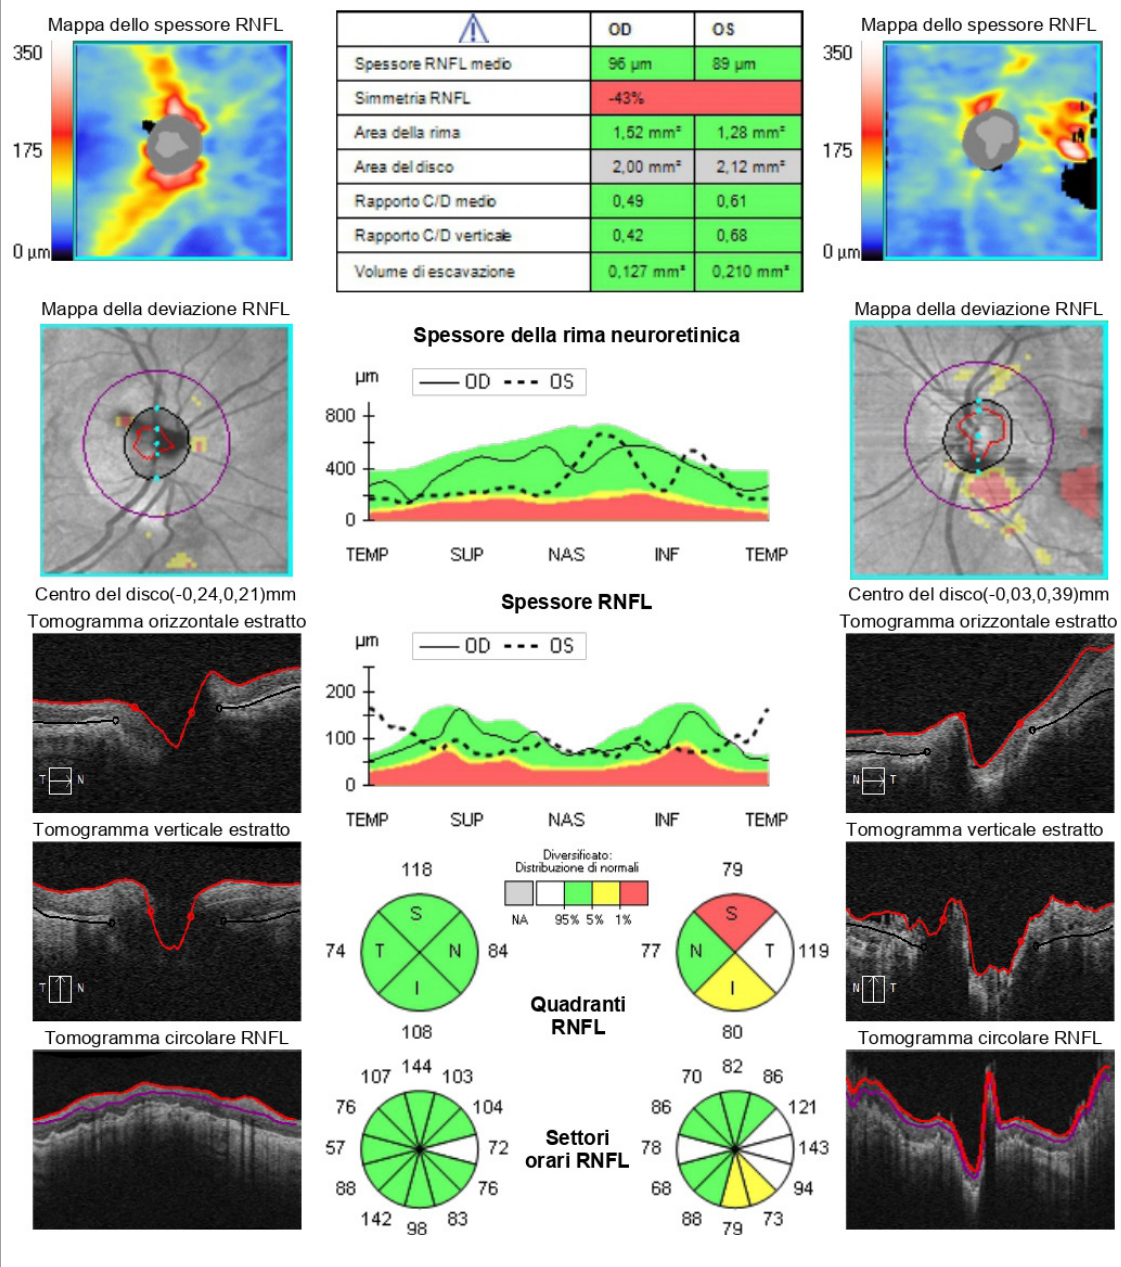 Mappa dello spessore RNFL
350
175
0 µm
OD OS
Spessore RNFL medio 96 µm 89 µm
Simmetria RNFL -43%
Area della rima 1,52 mm² 1,28 mm²
Area del disco 2,00 mm² 2,12 mm²
Rapporto C/D medio 0,49 0,61
Rapporto C/D verticale 0,42 0,68
Volume di escavazione 0,127 mm³ 0,210 mm³
Mappa dello spessore RNFL
350
175
0 µm
Mappa della deviazione RNFL
Centro del disco(-0,24,0,21)mm
Spessore della rima neuroretinica
µm OD OS
800
400
0
TEMP SUP NAS INF TEMP
Mappa della deviazione RNFL
Centro del disco(-0,03,0,39)mm
Tomogramma orizzontale estratto
T N
Spessore RNFL
µm OD OS
200
100
0
TEMP SUP NAS INF TEMP
Tomogramma orizzontale estratto
N T
Tomogramma verticale estratto
T N
Tomogramma verticale estratto
N T
118
S
74 T N 84
I
108
Diversificato:
Distribuzione di normali
NA 95% 5% 1%
79
S
77 N T 119
I
80
Quadranti
RNFL
Tomogramma circolare RNFL
107 144 103
76 104
57 72
88 76
142 98 83
Settori
orari RNFL
70 82 86
86 121
78 143
68 94
88 79 73
Tomogramma circolare RNFL